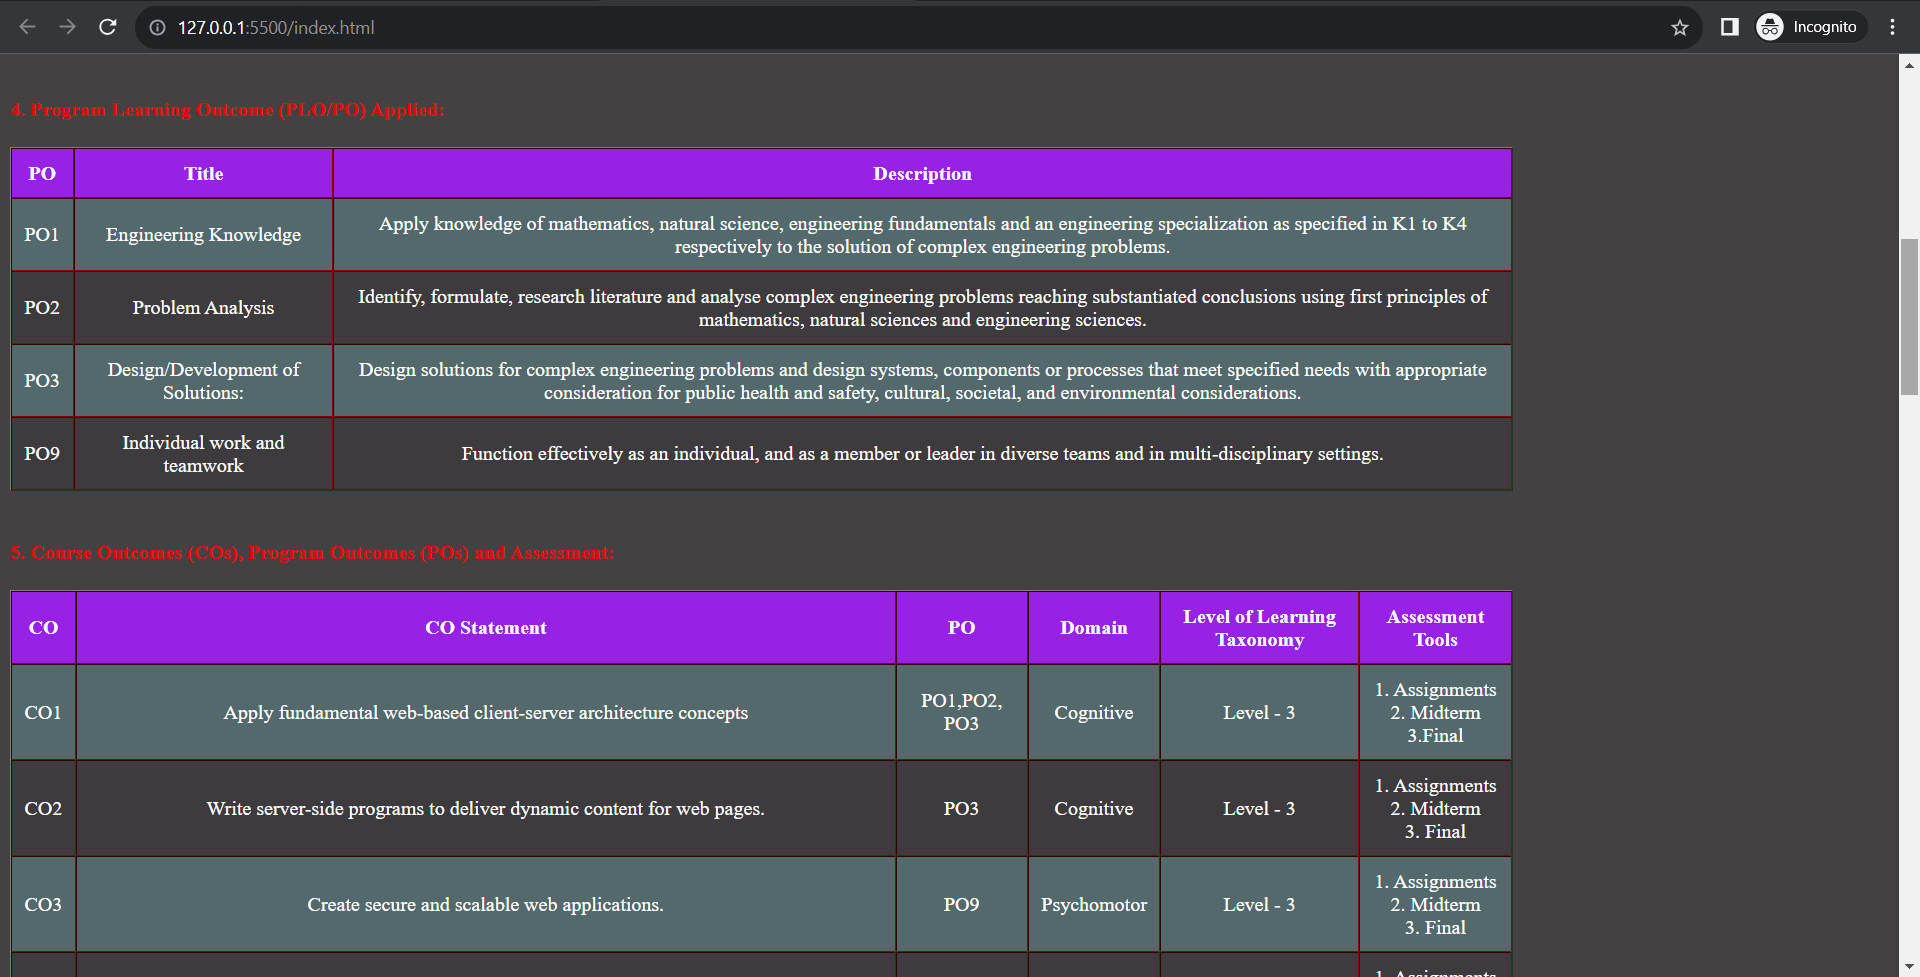 127.0.0.1:5500/index.html
Incognito
4. Program Learning Outcome (PLO/PO) Applied:
PO Title Description
PO1 Engineering Knowledge Apply knowledge of mathematics, natural science, engineering fundamentals and an engineering specialization as specified in K1 to K4
respectively to the solution of complex engineering problems.
PO2 Problem Analysis Identify, formulate, research literature and analyse complex engineering problems reaching substantiated conclusions using first principles of
mathematics, natural sciences and engineering sciences.
PO3 Design/Development of
Solutions:
Design solutions for complex engineering problems and design systems, components or processes that meet specified needs with appropriate
consideration for public health and safety, cultural, societal, and environmental considerations.
PO9 Individual work and
teamwork
Function effectively as an individual, and as a member or leader in diverse teams and in multi-disciplinary settings.
5. Course Outcomes (COs), Program Outcomes (POs) and Assessment:
CO CO Statement PO Domain Level of Learning
Taxonomy
Assessment
Tools
CO1 Apply fundamental web-based client-server architecture concepts PO1,PO2,
PO3
Cognitive Level - 3 1. Assignments
2. Midterm
3.Final
CO2 Write server-side programs to deliver dynamic content for web pages. PO3 Cognitive Level - 3 1. Assignments
2. Midterm
3. Final
CO3 Create secure and scalable web applications. PO9 Psychomotor Level - 3 1. Assignments
2. Midterm
3. Final
1. Assignments